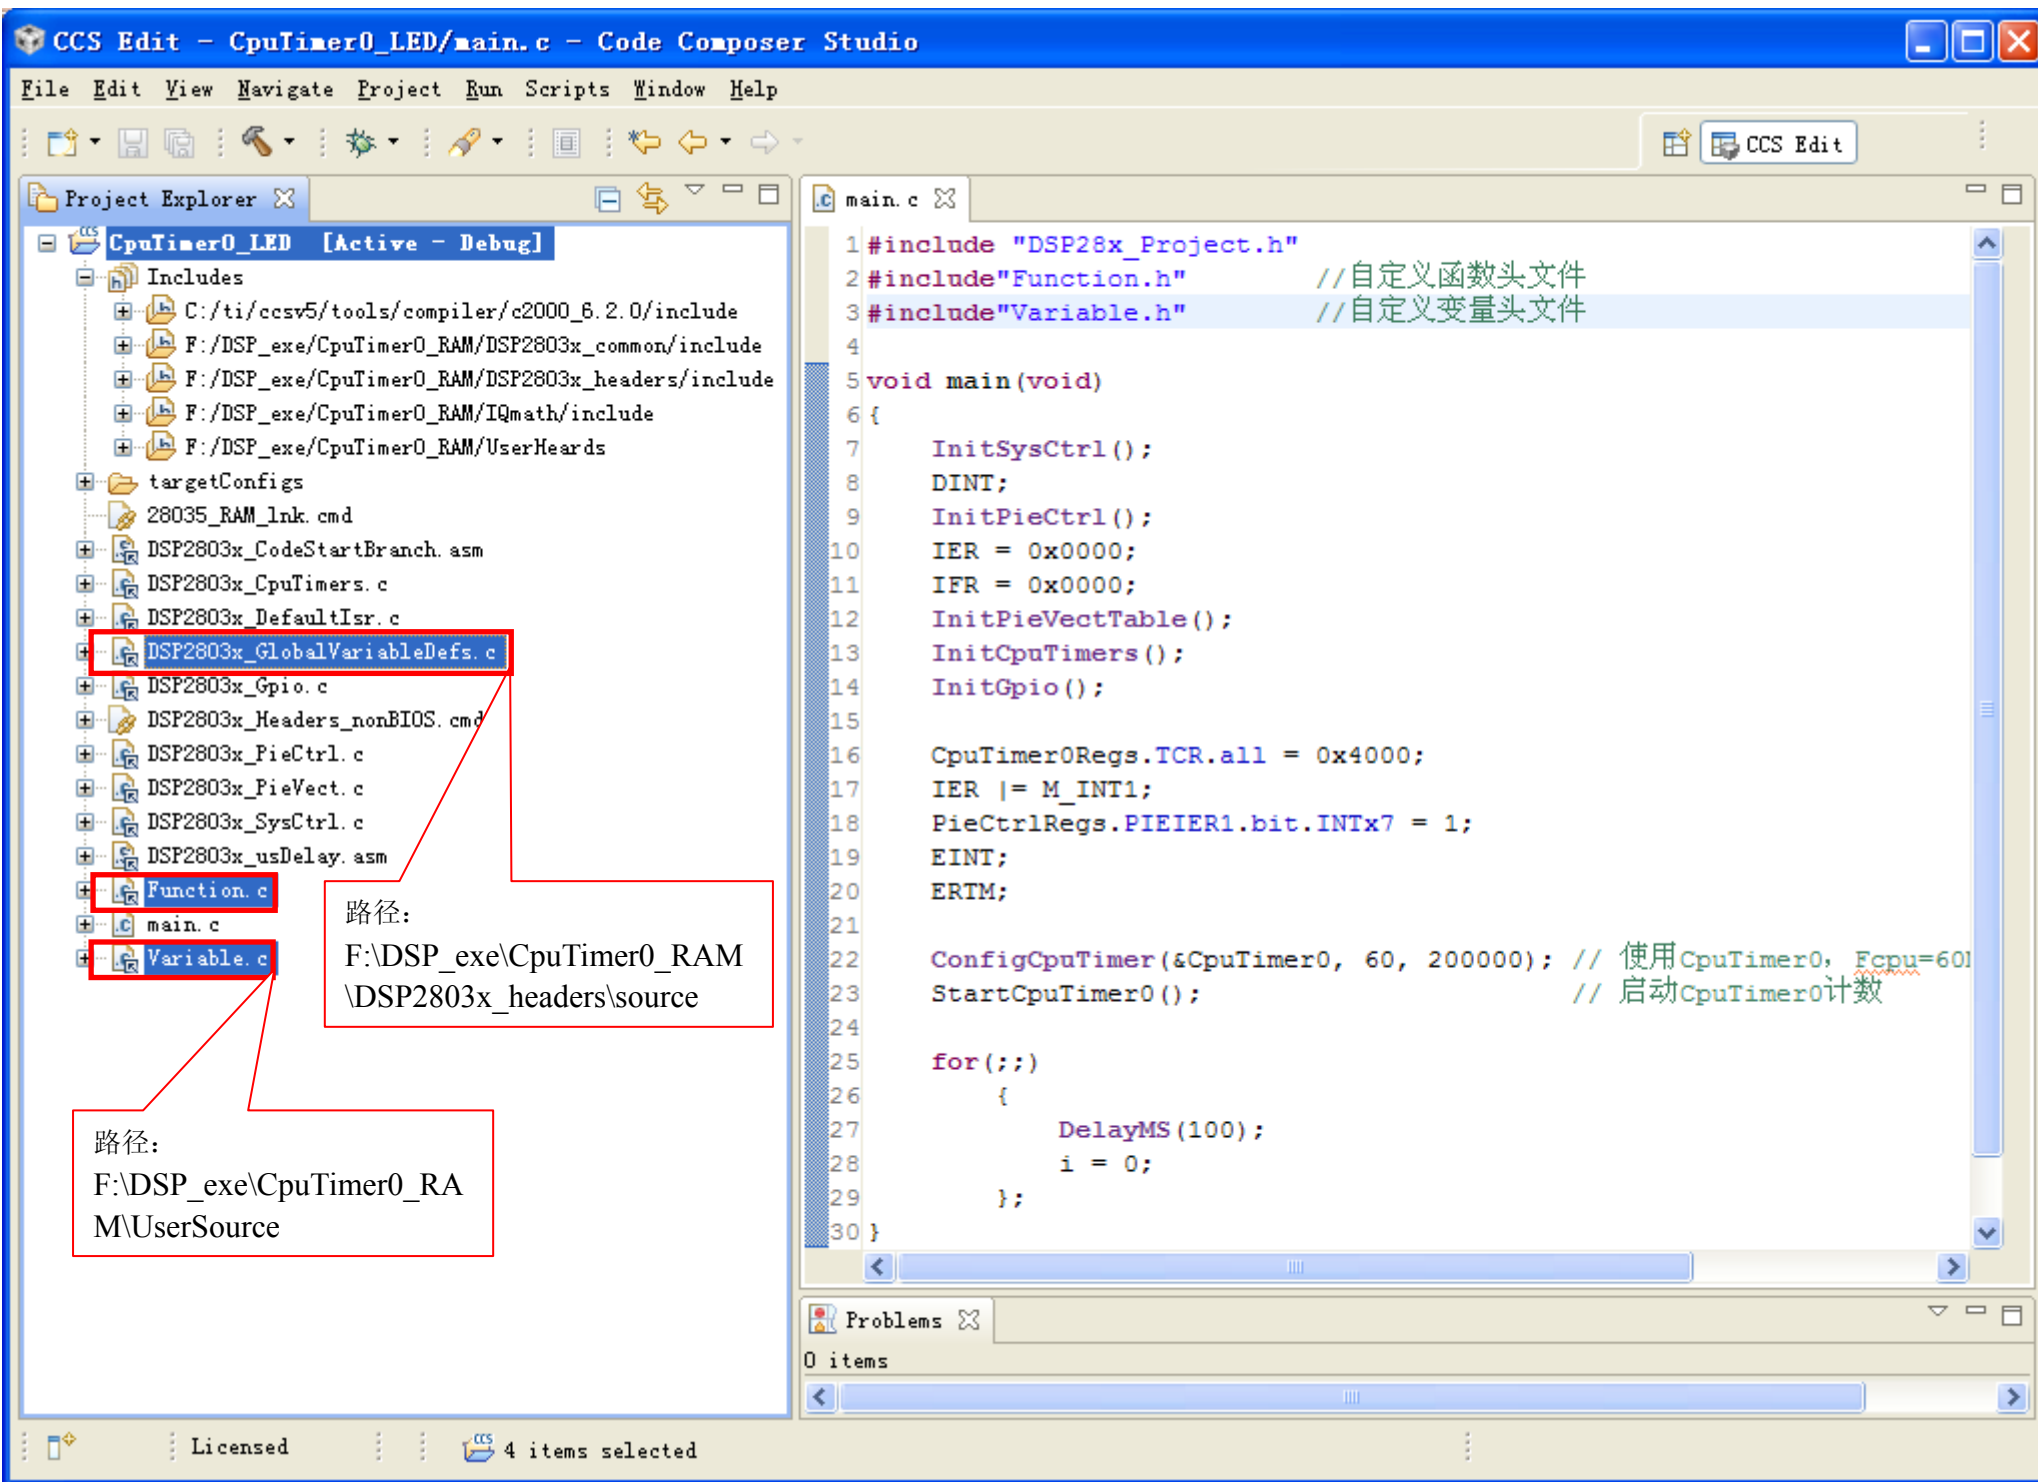 CCS Edit - CpuTimer0_LED/main.c - Code Composer Studio
File Edit View Navigate Project Run Scripts Window Help
CCS Edit
Project Explorer
CpuTimer0_LED [Active - Debug]
Includes
C:/ti/ccsv5/tools/compiler/c2000_6.2.0/include
F:/DSP_exe/CpuTimer0_RAM/DSP2803x_common/include
F:/DSP_exe/CpuTimer0_RAM/DSP2803x_headers/include
F:/DSP_exe/CpuTimer0_RAM/IQmath/include
F:/DSP_exe/CpuTimer0_RAM/UserHeards
targetConfigs
28035_RAM_lnk.cmd
DSP2803x_CodeStartBranch.asm
DSP2803x_CpuTimers.c
DSP2803x_DefaultIsr.c
DSP2803x_GlobalVariableDefs.c
DSP2803x_Gpio.c
DSP2803x_Headers_nonBIOS.cmd
DSP2803x_PieCtrl.c
DSP2803x_PieVect.c
DSP2803x_SysCtrl.c
DSP2803x_usDelay.asm
Function.c
main.c
Variable.c
路径：
F:\DSP_exe\CpuTimer0_RAM
\DSP2803x_headers\source
路径：
F:\DSP_exe\CpuTimer0_RA
M\UserSource
main.c
1 #include "DSP28x_Project.h"
2 #include"Function.h" //自定义函数头文件
3 #include"Variable.h" //自定义变量头文件
4
5 void main(void)
6 {
7 InitSysCtrl();
8 DINT;
9 InitPieCtrl();
10 IER = 0x0000;
11 IFR = 0x0000;
12 InitPieVectTable();
13 InitCpuTimers();
14 InitGpio();
15
16 CpuTimer0Regs.TCR.all = 0x4000;
17 IER |= M_INT1;
18 PieCtrlRegs.PIEIER1.bit.INTx7 = 1;
19 EINT;
20 ERTM;
21
22 ConfigCpuTimer(&CpuTimer0, 60, 200000); // 使用CpuTimer0，Fcpu=60
23 StartCpuTimer0(); // 启动CpuTimer0计数
24
25 for(;;)
26 {
27 DelayMS(100);
28 i = 0;
29 };
30 }
Problems
0 items
Licensed
4 items selected